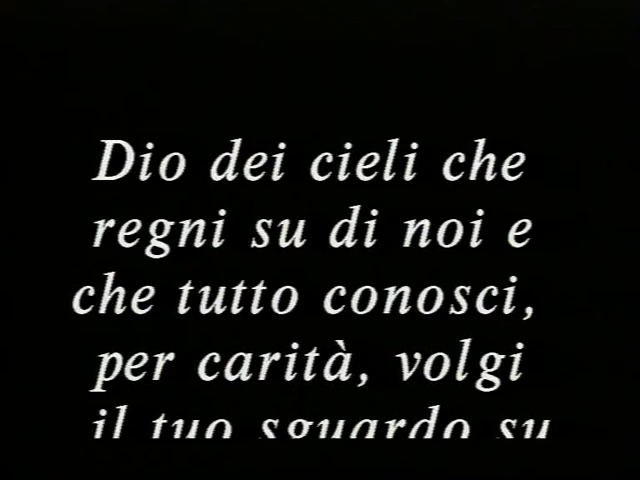 Dio dei cieli che
regni su di noi e
che tutto conosci,
per carità, volgi
il tuo sguardo su